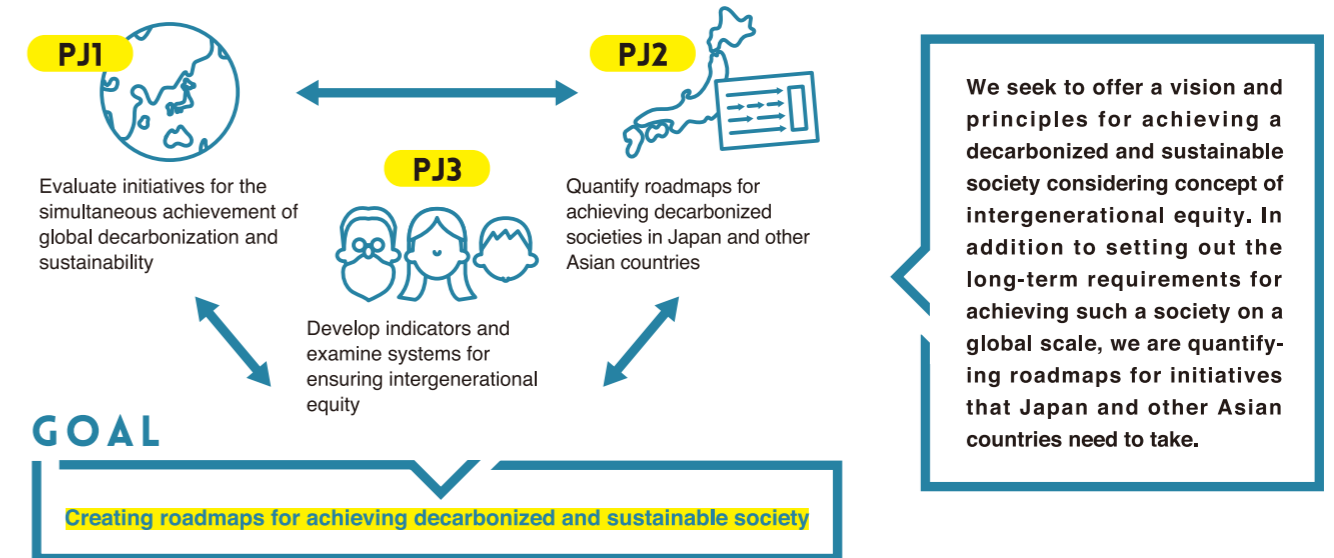 PJ1
Evaluate initiatives for the
simultaneous achievement of
global decarbonization and
sustainability
PJ2
Quantify roadmaps for
achieving decarbonized
societies in Japan and other
Asian countries
PJ3
Develop indicators and
examine systems for
ensuring intergenerational
equity
GOAL
Creating roadmaps for achieving decarbonized and sustainable society
We seek to offer a vision and
principles for achieving a
decarbonized and sustainable
society considering concept of
intergenerational equity. In
addition to setting out the
long-term requirements for
achieving such a society on a
global scale, we are quantify-
ing roadmaps for initiatives
that Japan and other Asian
countries need to take.